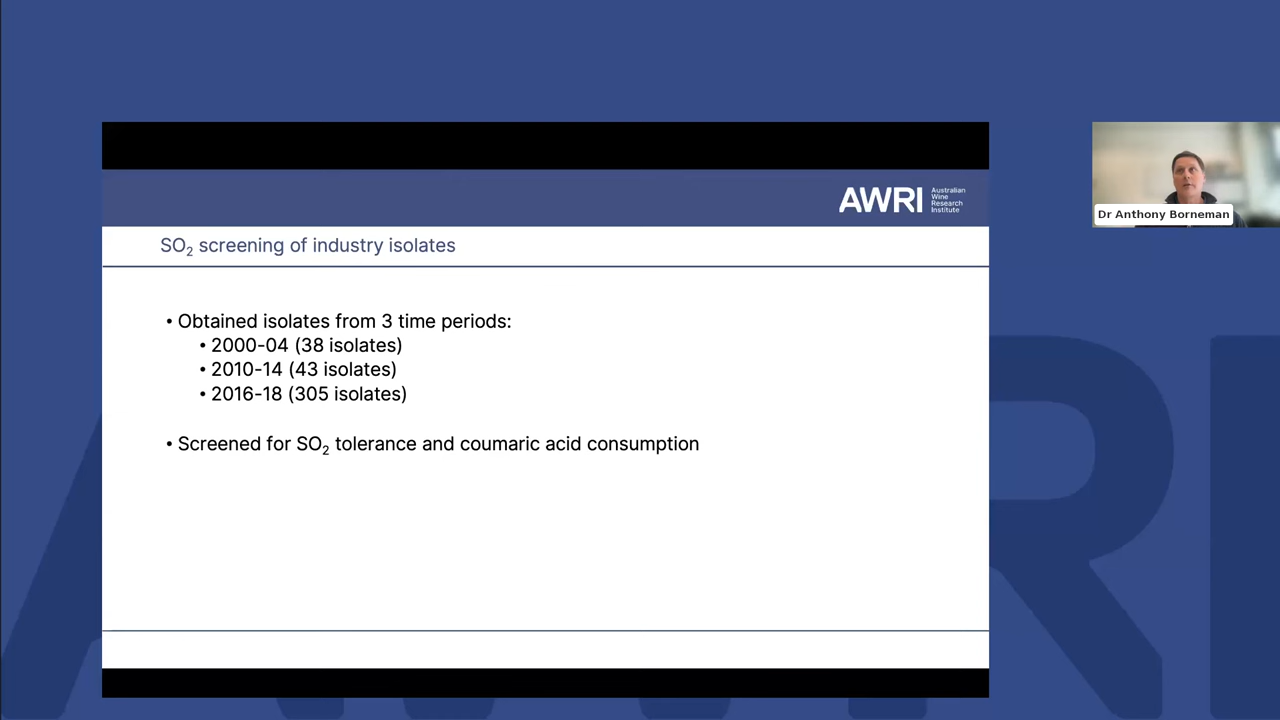 AWRI Australian
Wine
Research
Institute
SO₂ screening of industry isolates
• Obtained isolates from 3 time periods:
• 2000-04 (38 isolates)
• 2010-14 (43 isolates)
• 2016-18 (305 isolates)
• Screened for SO₂ tolerance and coumaric acid consumption
Dr Anthony Borneman
AWRI